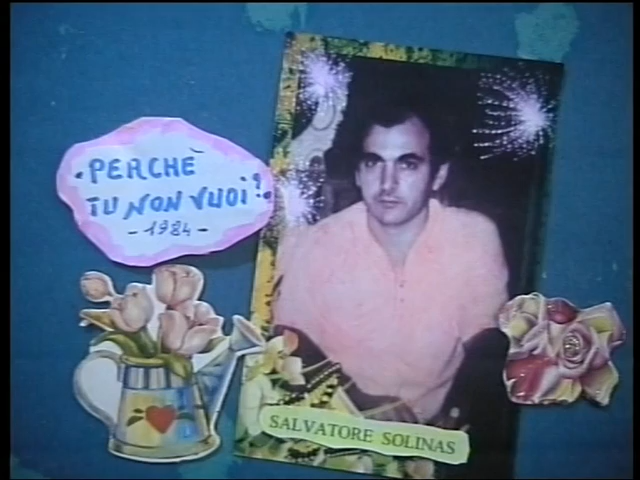 • PERCHÈ
TU NON VUOI?
- 1984 -
SALVATORE SOLINAS